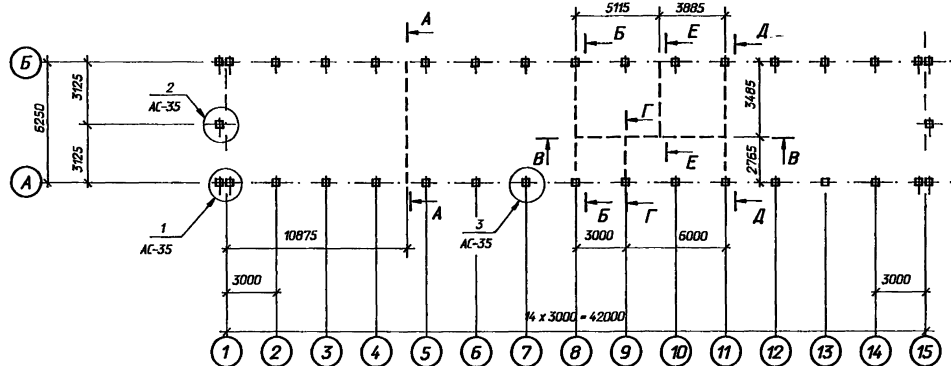 5115
3885
А
Б
Е
Д
Б
3125
2
АС-35
6250
3485
Г
В
В
3125
2765
Е
А
1
АС-35
А
3
АС-35
Б
Г
Д
10875
3000
6000
3000
3000
14 x 3000 = 42000
1 2 3 4 5 6 7 8 9 10 11 12 13 14 15